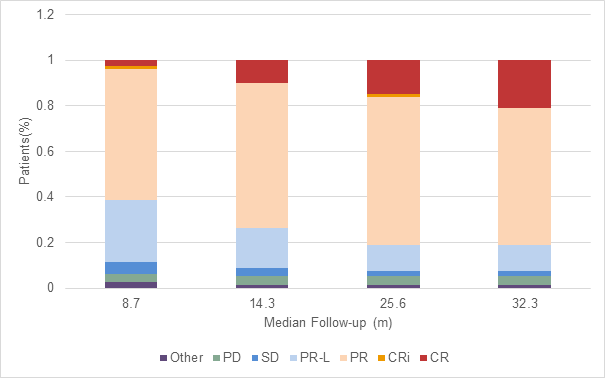 1.2
1
0.8
0.6
0.4
0.2
0
Patients(%)
8.7 14.3 25.6 32.3
Median Follow-up (m)
Other PD SD PR-L PR CRi CR